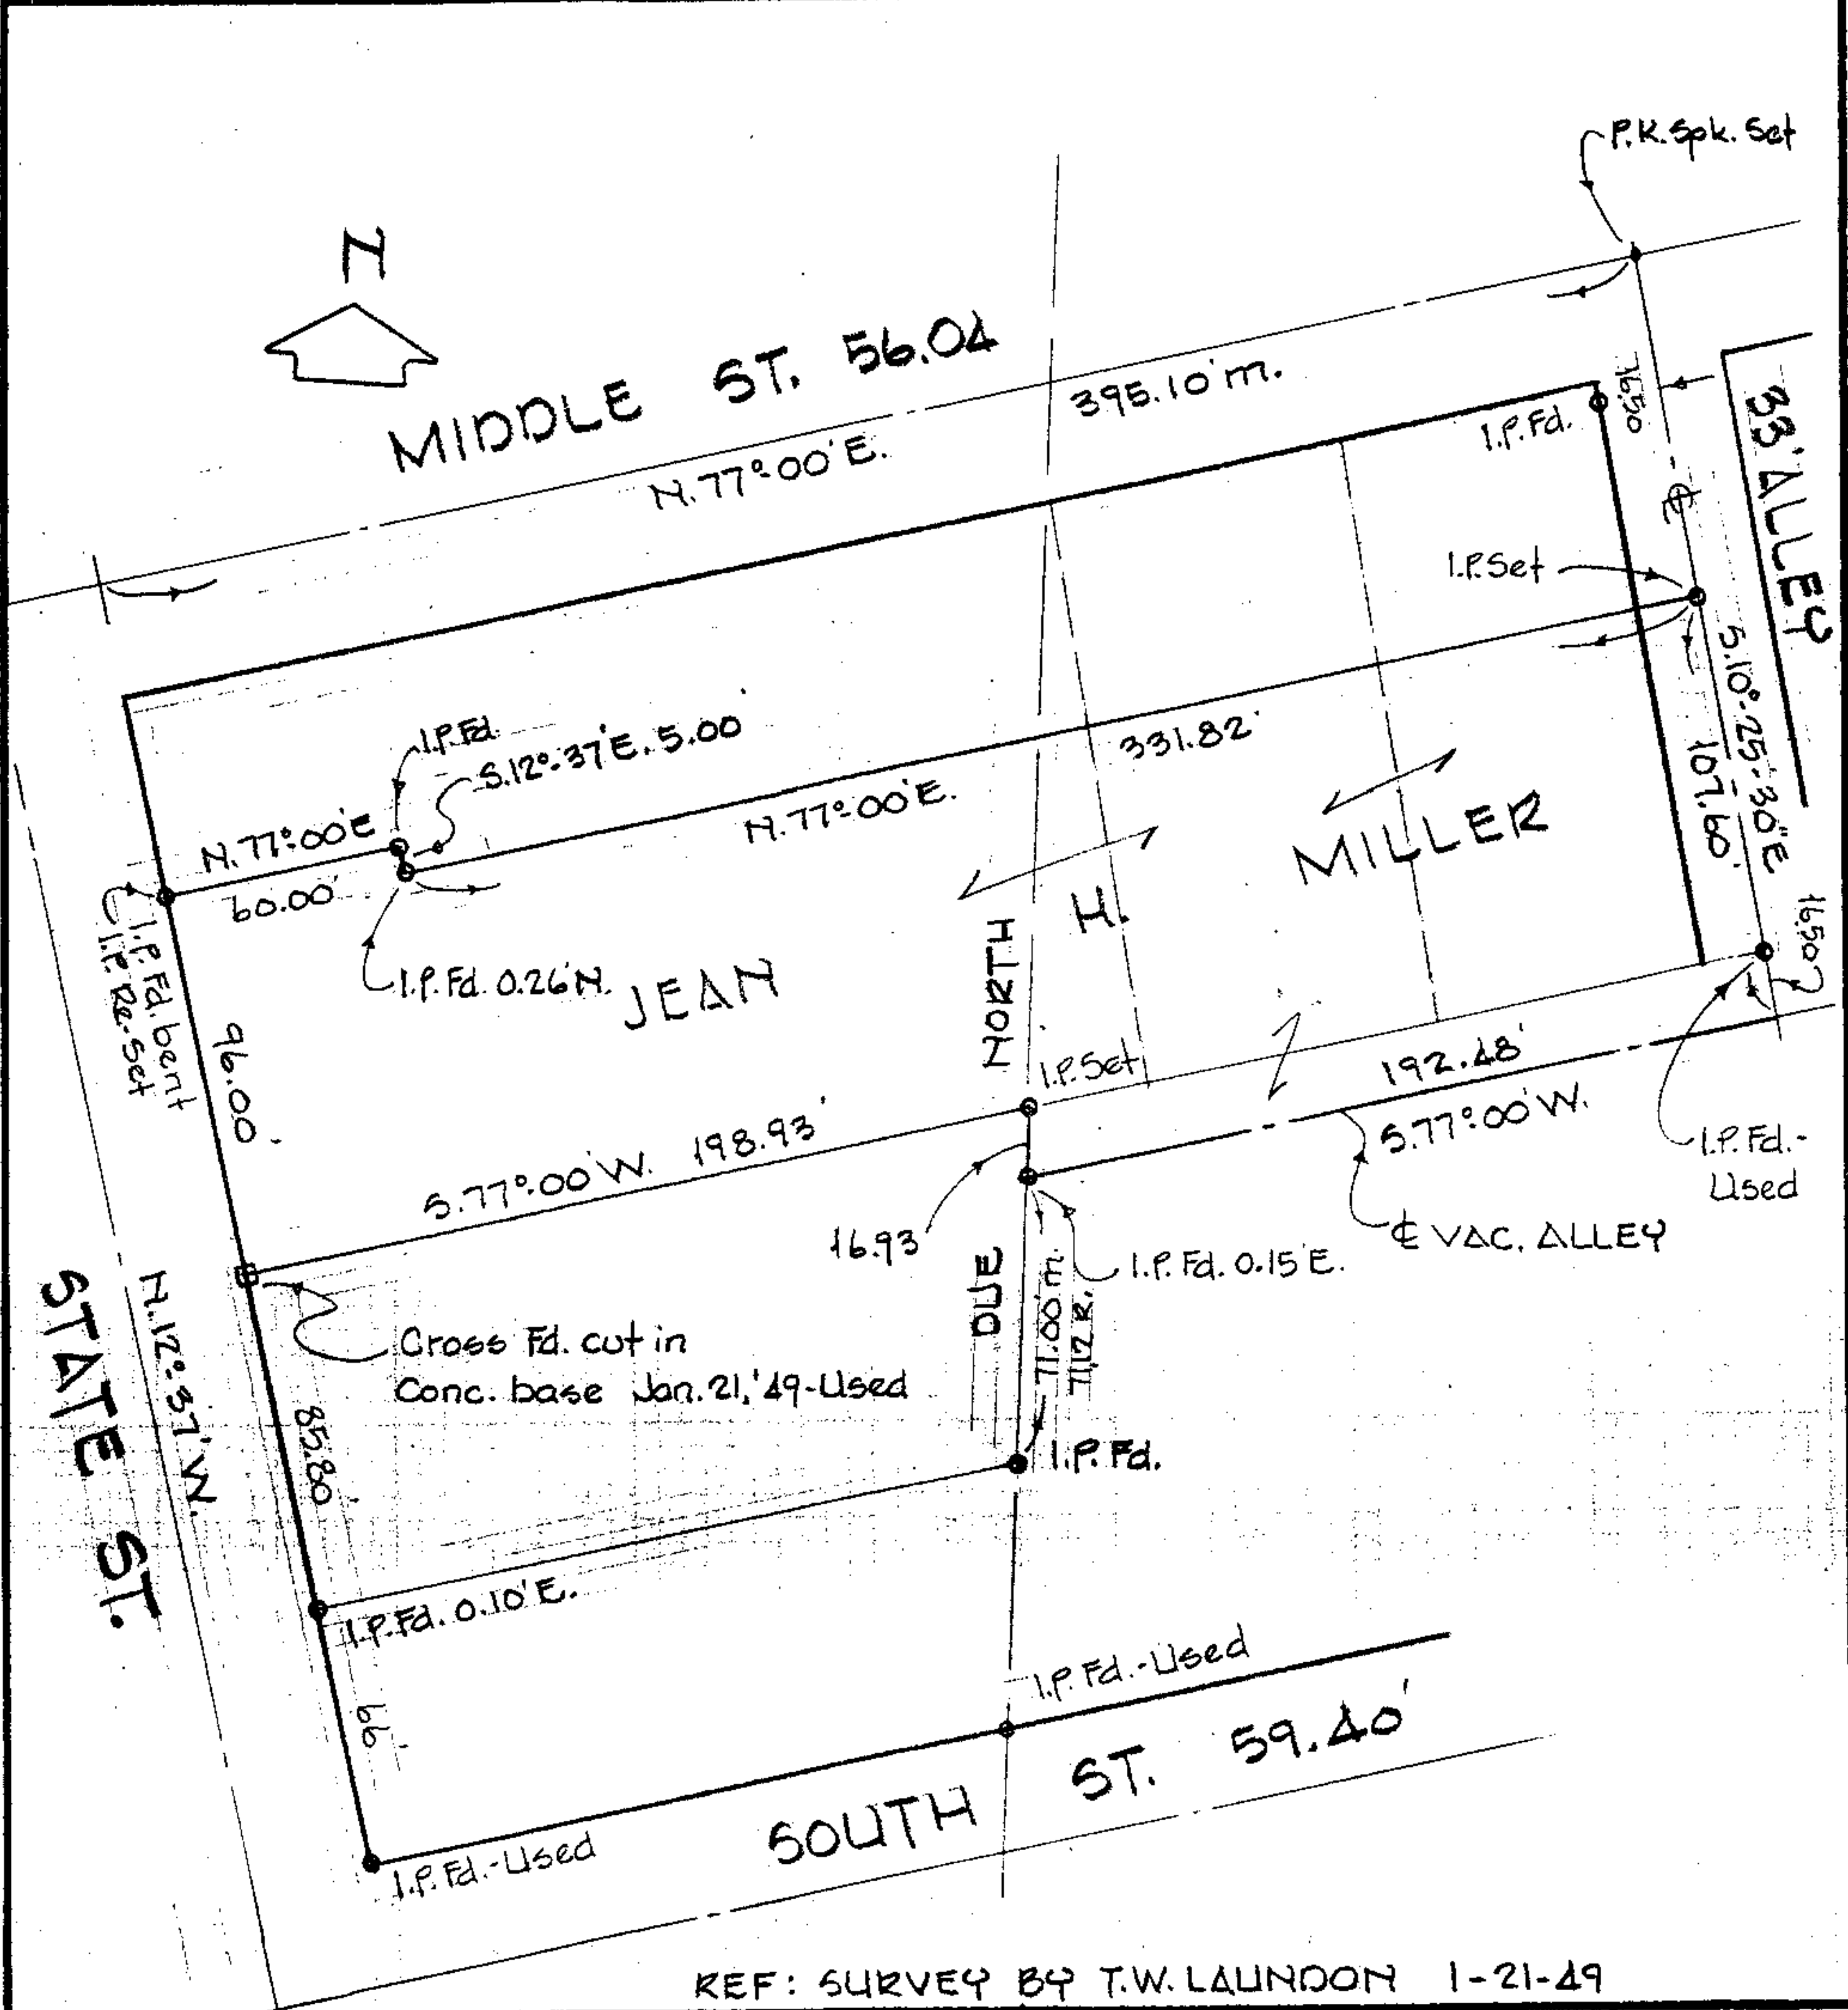 P.K. Spk. Set
N
MIDDLE ST. 56.04
395.10' m.
N. 77°-00' E.
I.P. Fd.
16.50
33' ALLEY
℄
I.P. Set
S. 10°-25'-30" E
107.60'
I.P. Fd.
S. 12°-37' E. 5.00'
N. 77°-00' E
60.00'
N. 77°-00' E.
331.82'
I.P. Fd. 0.26' N.
I.P. Fd. bent
I.P. Re-set
JEAN H. MILLER
NORTH
96.00'
I.P. Set
16.50
192.48'
S. 77°-00' W.
S. 77°-00' W. 198.93'
I.P. Fd.-
Used
16.93
℄ VAC. ALLEY
I.P. Fd. 0.15' E.
DUE
71.00' m.
71.12 R.
Cross Fd. cut in
Conc. base Jan. 21, '49-Used
STATE ST.
N. 12°-37' W.
85.80'
I.P. Fd.
I.P. Fd. 0.10' E.
66'
I.P. Fd.-Used
SOUTH ST. 59.40'
I.P. Fd.-Used
REF: SURVEY BY T.W. LAUNDON 1-21-49